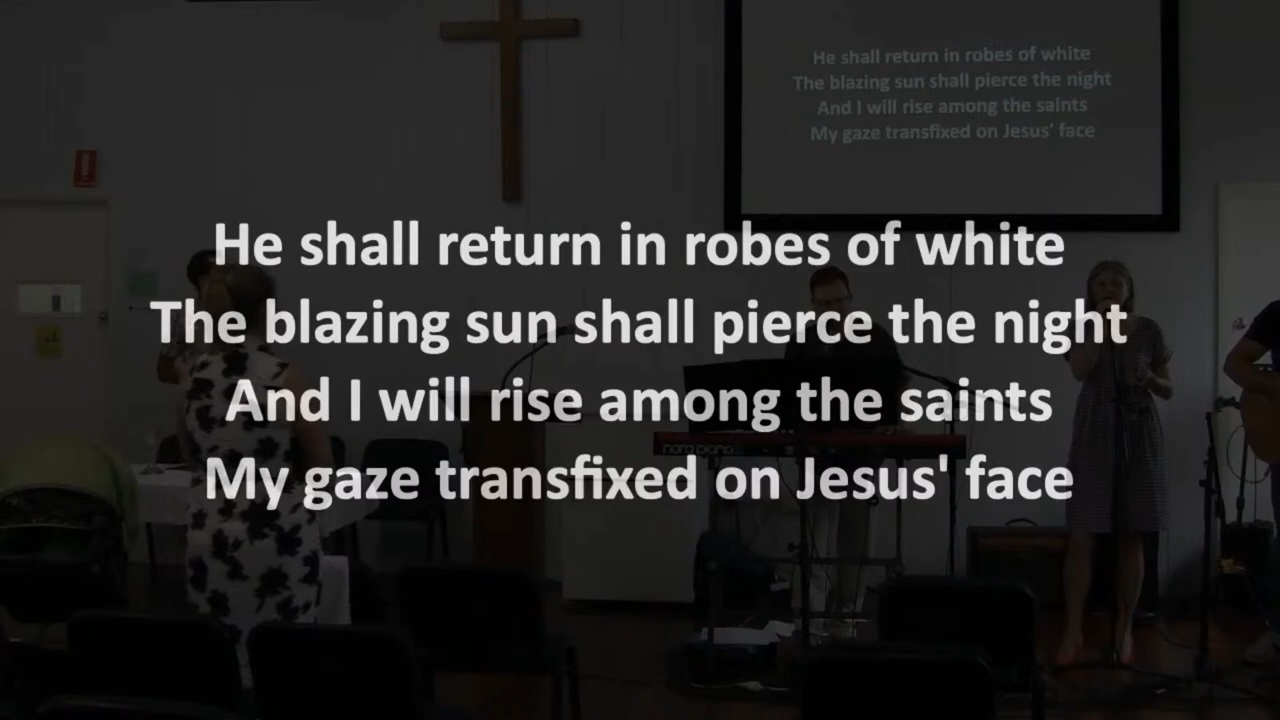 He shall return in robes of white
The blazing sun shall pierce the night
And I will rise among the saints
My gaze transfixed on Jesus' face
He shall return in robes of white
The blazing sun shall pierce the night
And I will rise among the saints
My gaze transfixed on Jesus' face
nord piano